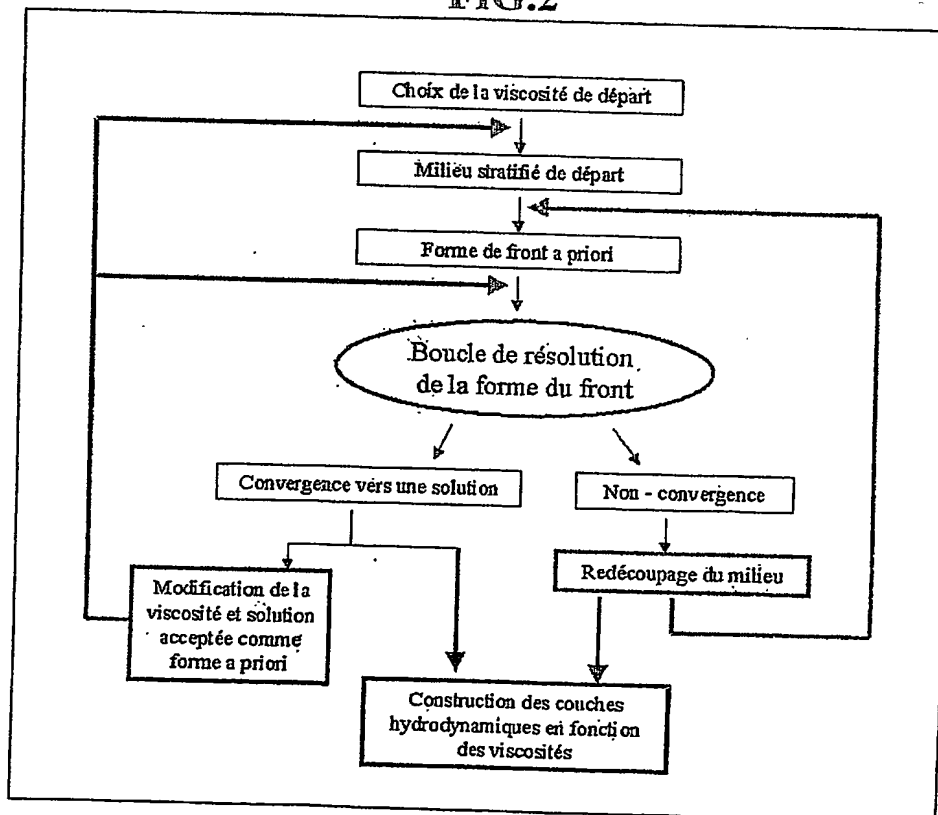 FIG.2
Choix de la viscosité de départ
Milieu stratifié de départ
Forme de front a priori
Boucle de résolution
de la forme du front
Convergence vers une solution
Non - convergence
Modification de la
viscosité et solution
acceptée comme
forme a priori
Redécoupage du milieu
Construction des couches
hydrodynamiques en fonction
des viscosités